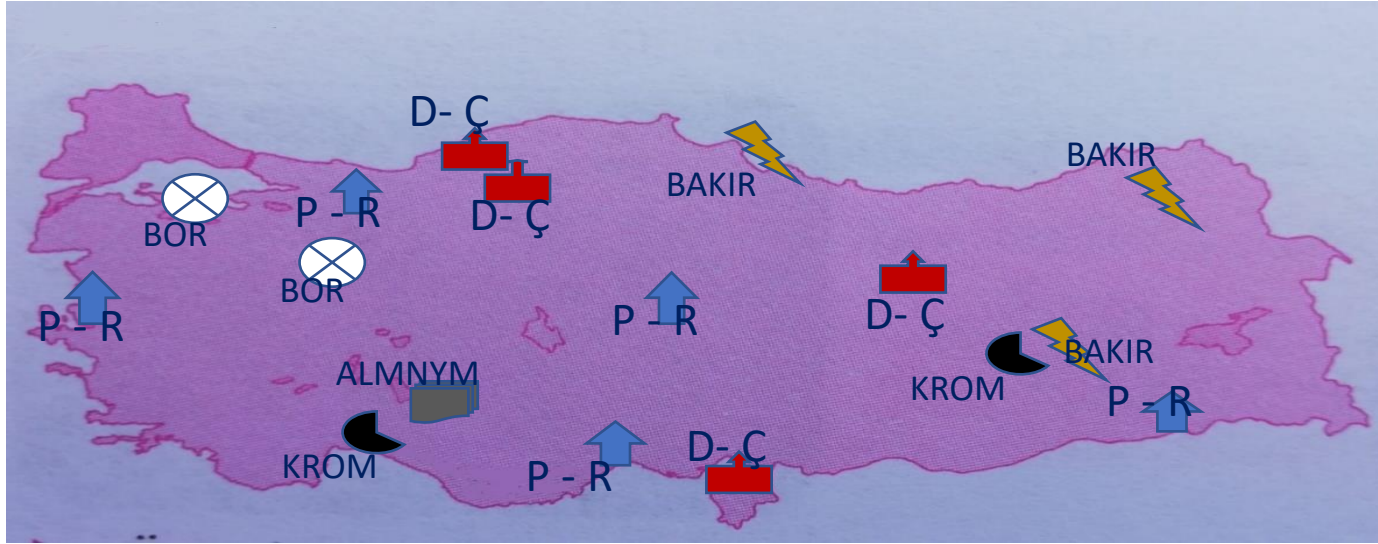 D- Ç
BAKIR
BAKIR
P - R
D- Ç
BOR
BOR
P - R
P - R
D- Ç
BAKIR
ALMNYM
KROM
P - R
D- Ç
KROM
P - R